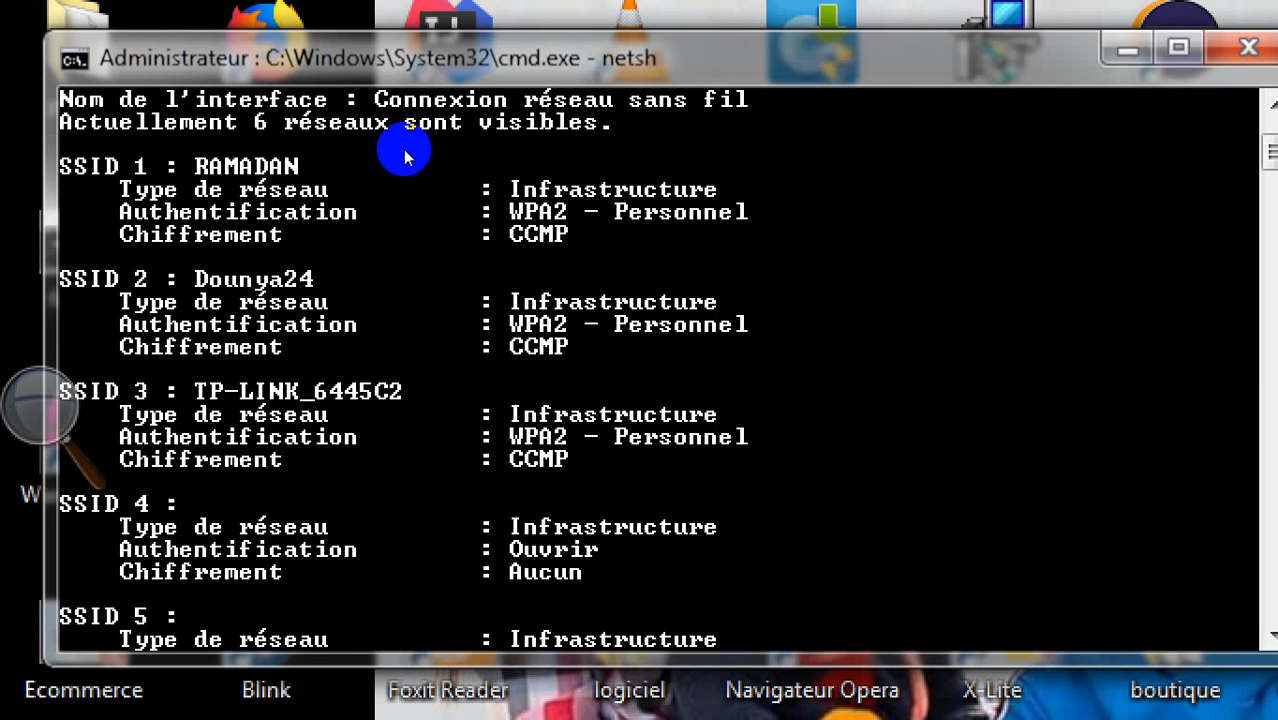 Administrateur : C:\Windows\System32\cmd.exe - netsh
Nom de l'interface : Connexion réseau sans fil
Actuellement 6 réseaux sont visibles.
SSID 1 : RAMADAN
Type de réseau : Infrastructure
Authentification : WPA2 - Personnel
Chiffrement : CCMP
SSID 2 : Dounya24
Type de réseau : Infrastructure
Authentification : WPA2 - Personnel
Chiffrement : CCMP
SSID 3 : TP-LINK_6445C2
Type de réseau : Infrastructure
Authentification : WPA2 - Personnel
Chiffrement : CCMP
SSID 4 :
Type de réseau : Infrastructure
Authentification : Ouvrir
Chiffrement : Aucun
SSID 5 :
Type de réseau : Infrastructure
Ecommerce
Blink
Foxit Reader
logiciel
Navigateur Opera
X-Lite
boutique